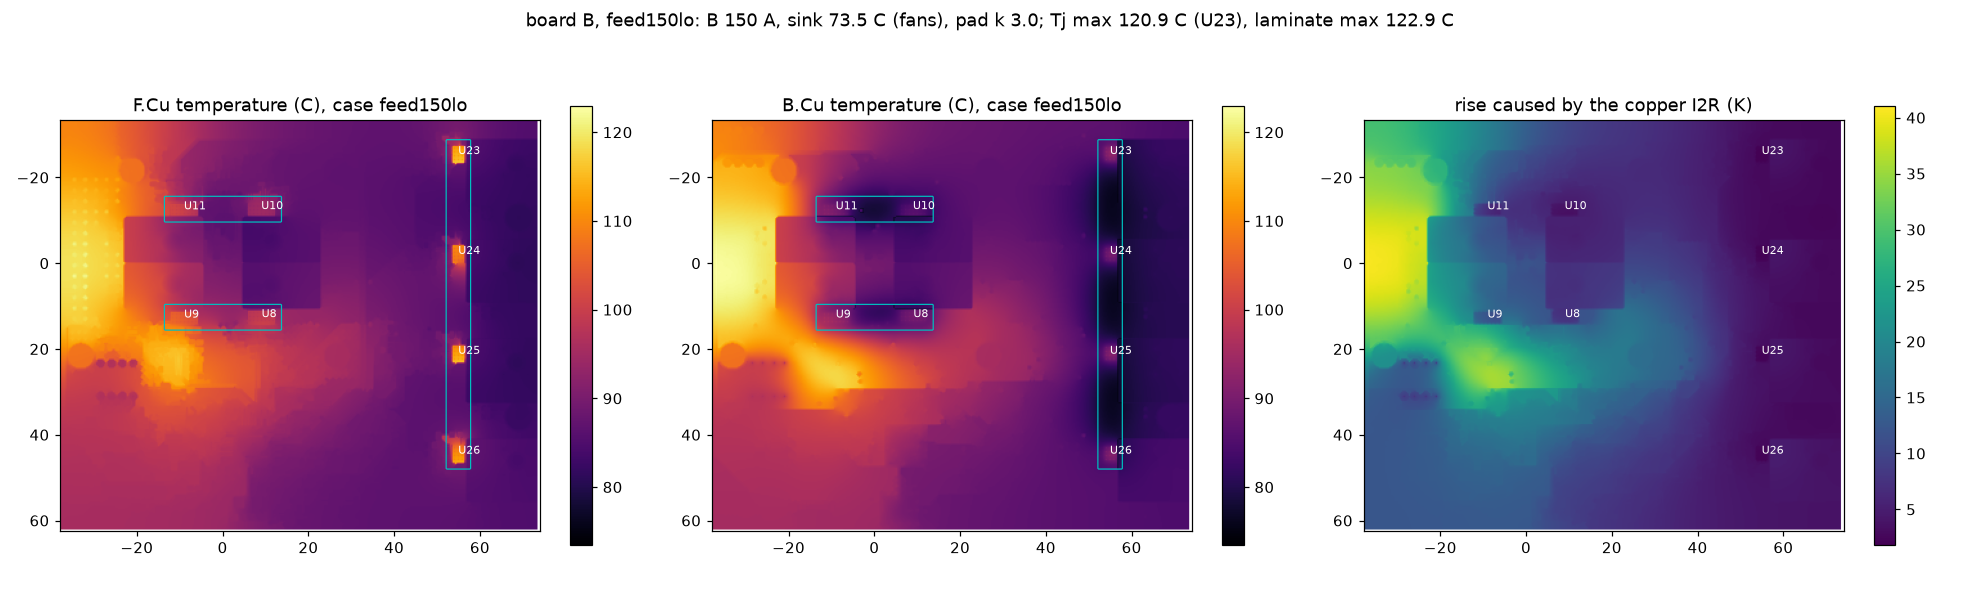 board B, feed150lo: B 150 A, sink 73.5 C (fans), pad k 3.0; Tj max 120.9 C (U23), laminate max 122.9 C
F.Cu temperature (C), case feed150lo
−20
0
20
40
60
−20
0
20
40
60
U23
U11
U10
U24
U9
U8
U25
U26
120
110
100
90
80
B.Cu temperature (C), case feed150lo
−20
0
20
40
60
−20
0
20
40
60
U23
U11
U10
U24
U9
U8
U25
U26
120
110
100
90
80
rise caused by the copper I2R (K)
−20
0
20
40
60
−20
0
20
40
60
U23
U11
U10
U24
U9
U8
U25
U26
40
35
30
25
20
15
10
5